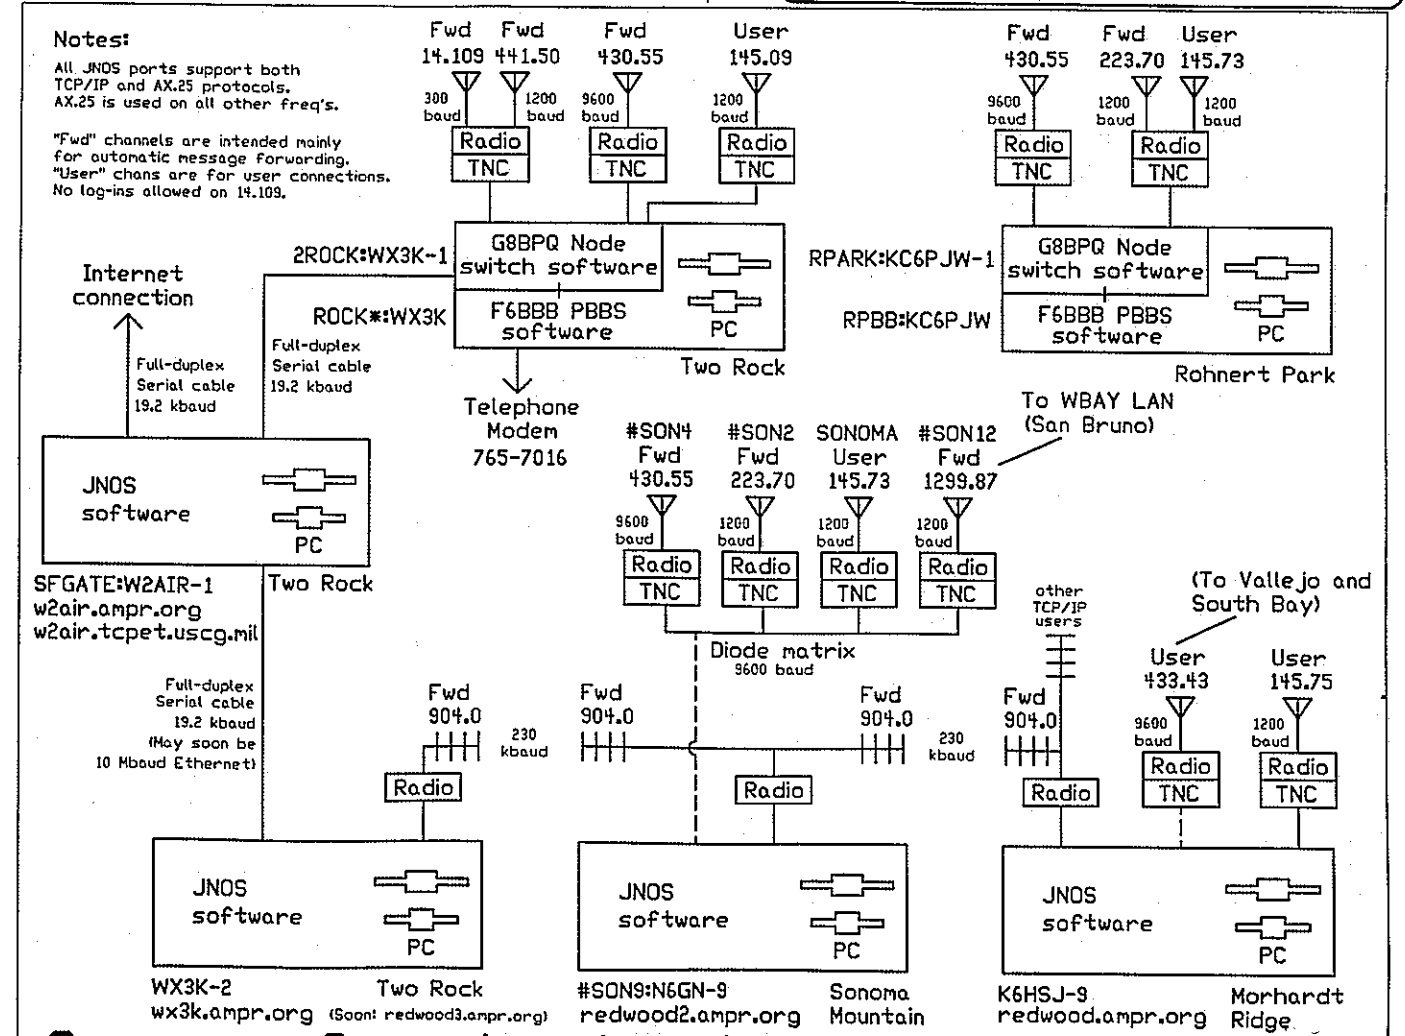 Notes:
All JNOS ports support both
TCP/IP and AX.25 protocols.
AX.25 is used on all other freq's.
"Fwd" channels are intended mainly
for automatic message forwarding.
"User" chans are for user connections.
No log-ins allowed on 14.109.
Fwd Fwd Fwd User
14.109 441.50 430.55 145.09
300 baud 1200 baud 9600 baud 1200 baud
Radio Radio Radio
TNC TNC TNC
Fwd Fwd User
430.55 223.70 145.73
9600 baud 1200 baud 1200 baud
Radio Radio
TNC TNC
2ROCK:WX3K-1
G8BPQ Node
switch software
ROCK*:WX3K
F6BBB PBBS
software
PC
Two Rock
RPARK:KC6PJW-1
G8BPQ Node
switch software
RPBB:KC6PJW
F6BBB PBBS
software
PC
Rohnert Park
Internet
connection
Full-duplex
Serial cable
19.2 kbaud
Full-duplex
Serial cable
19.2 kbaud
Telephone
Modem
765-7016
To WBAY LAN
(San Bruno)
#SON4 #SON2 SONOMA #SON12
Fwd Fwd User Fwd
430.55 223.70 145.73 1299.87
9600 baud 1200 baud 1200 baud 1200 baud
Radio Radio Radio Radio
TNC TNC TNC TNC
Diode matrix
9600 baud
JNOS
software
PC
SFGATE:W2AIR-1 Two Rock
w2air.ampr.org
w2air.tcpet.uscg.mil
Full-duplex
Serial cable
19.2 kbaud
(May soon be
10 Mbaud Ethernet)
other
TCP/IP
users
(To Vallejo and
South Bay)
User User
433.43 145.75
9600 baud 1200 baud
Radio Radio
TNC TNC
Fwd Fwd Fwd Fwd
904.0 904.0 904.0 904.0
230 kbaud 230 kbaud
Radio Radio Radio
JNOS
software
PC
WX3K-2 Two Rock
wx3k.ampr.org (Soon: redwood3.ampr.org)
JNOS
software
PC
#SON9:N6GN-9 Sonoma
redwood2.ampr.org Mountain
JNOS
software
PC
K6HSJ-9 Morhardt
redwood.ampr.org Ridge